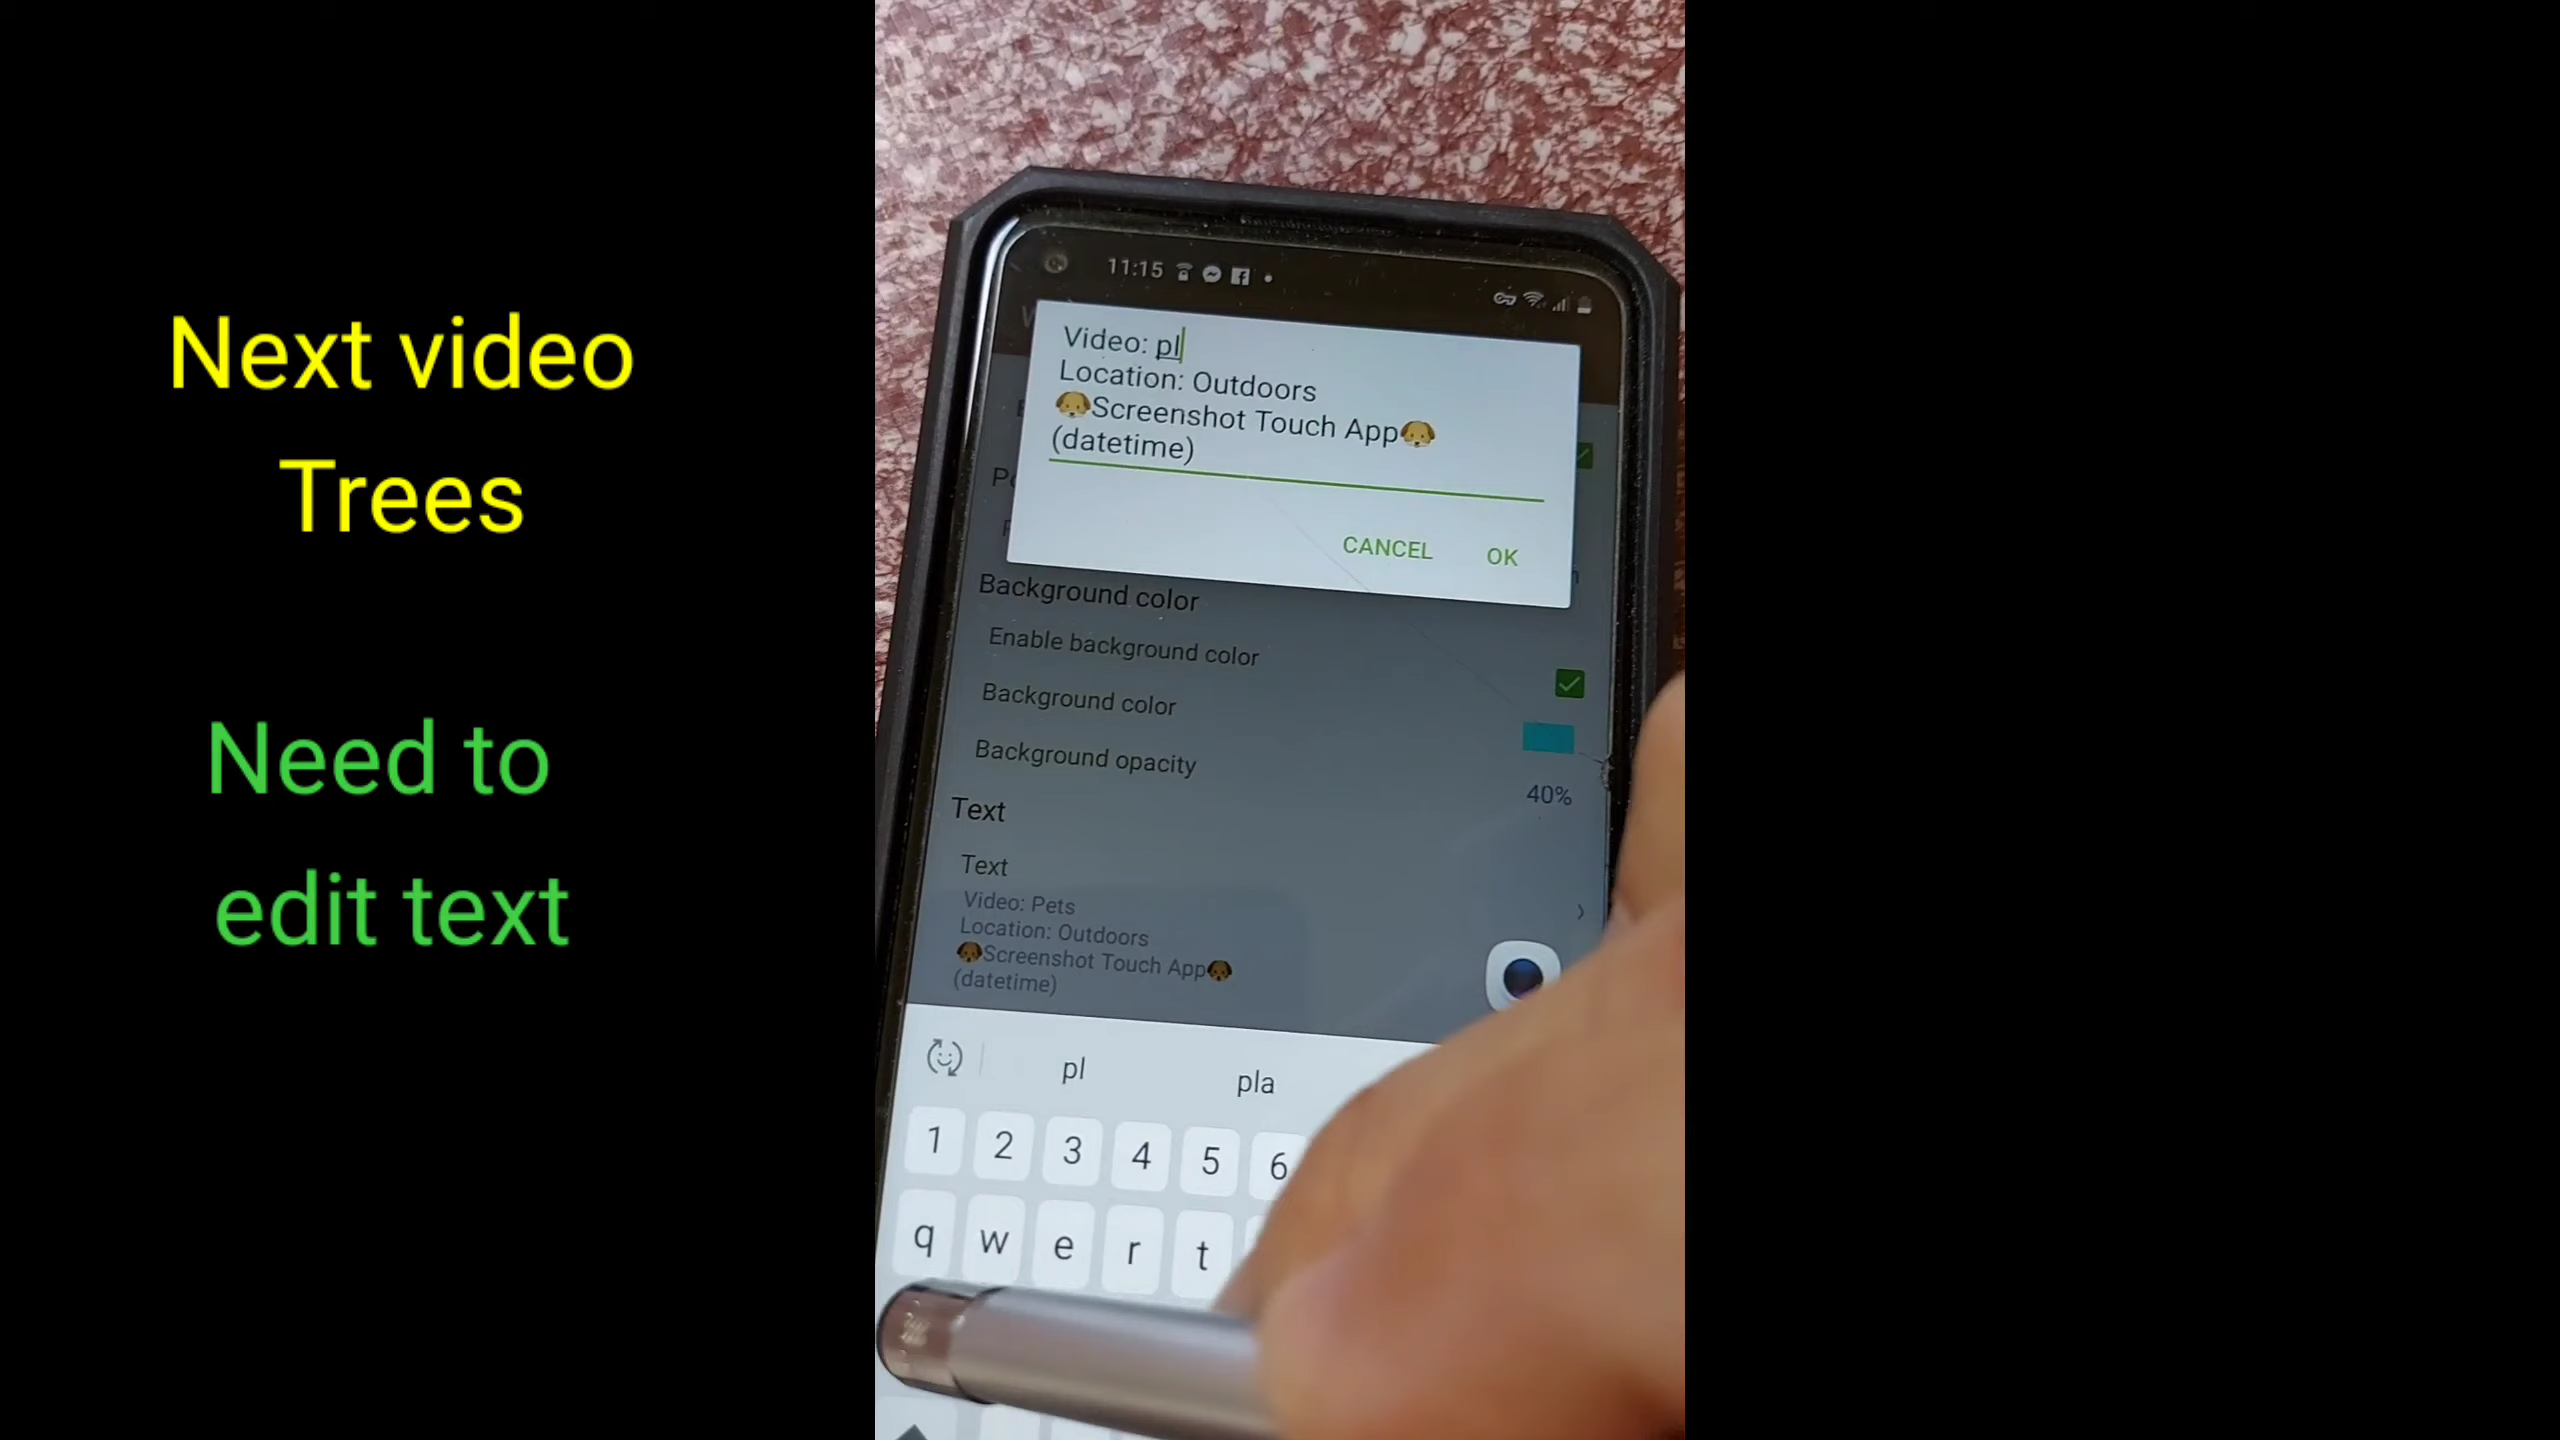 Next video
Trees
Need to
edit text
11:15
Video: pl
Location: Outdoors
🐶Screenshot Touch App🐶
(datetime)
CANCEL OK
Background color
Enable background color
Background color
Background opacity
40%
Text
Text
Video: Pets
Location: Outdoors
🐶Screenshot Touch App🐶
(datetime)
pl pla
1 2 3 4 5 6
q w e r t